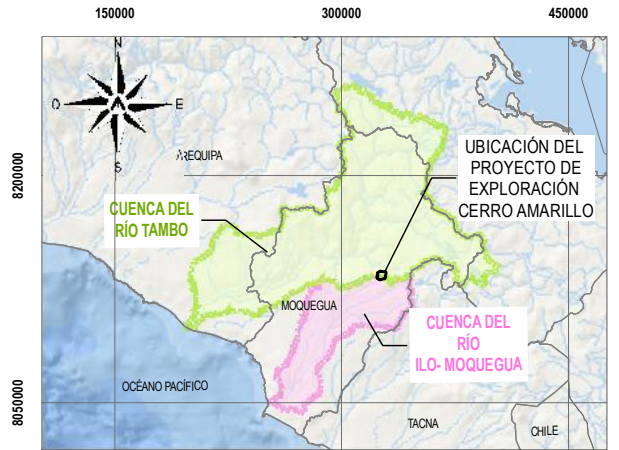 150000
300000
450000
N
O
E
S
8200000
8050000
AREQUIPA
UBICACIÓN DEL
PROYECTO DE
EXPLORACIÓN
CERRO AMARILLO
CUENCA DEL
RÍO TAMBO
MOQUEGUA
CUENCA DEL
RÍO
ILO- MOQUEGUA
OCÉANO PACÍFICO
TACNA
CHILE